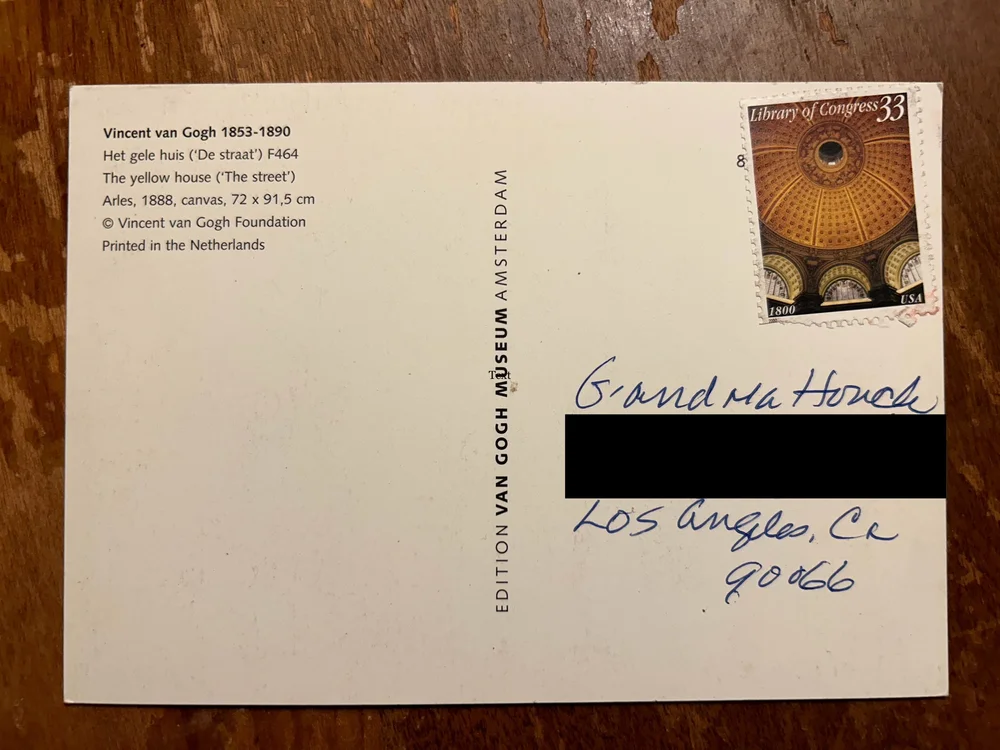 Vincent van Gogh 1853-1890
Het gele huis (‘De straat’) F464
The yellow house (‘The street’)
Arles, 1888, canvas, 72 x 91,5 cm
© Vincent van Gogh Foundation
Printed in the Netherlands
EDITION VAN GOGH MUSEUM AMSTERDAM
Library of Congress 33
8
1800 USA
Grandma Houck
Los Angeles, Ca
90066